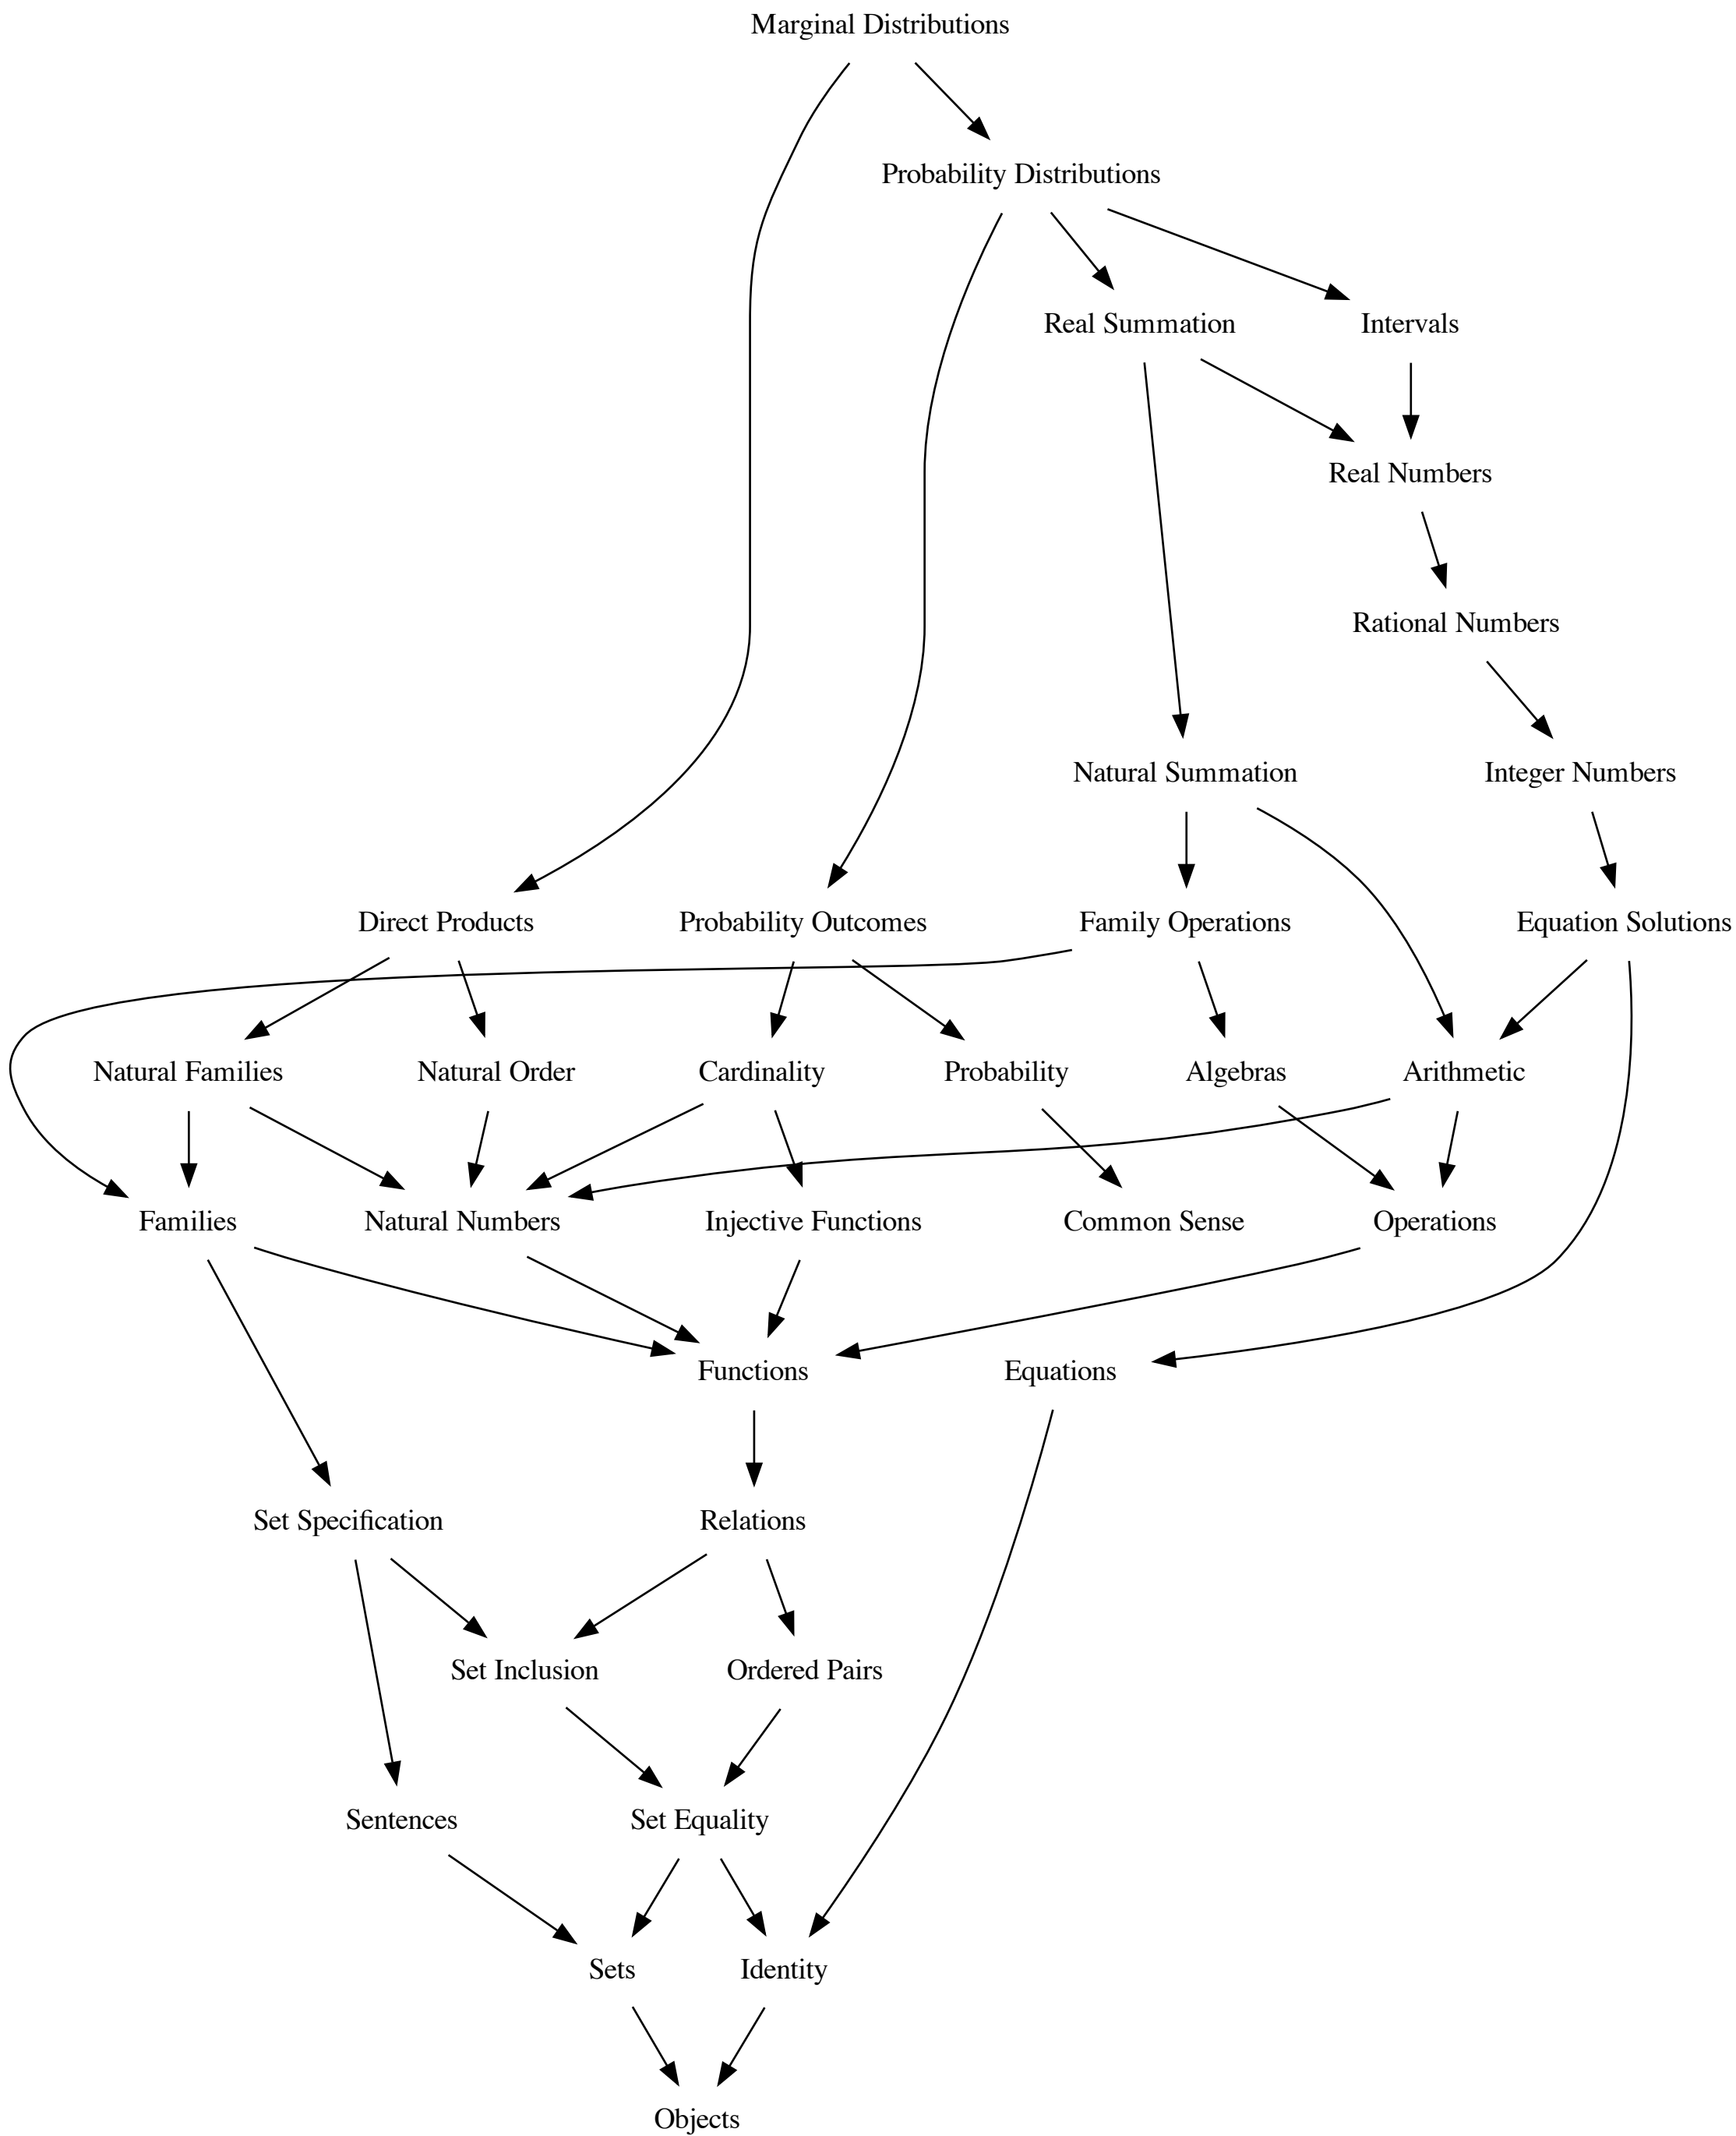 Marginal Distributions
Probability Distributions
Real Summation
Intervals
Real Numbers
Rational Numbers
Natural Summation
Integer Numbers
Direct Products
Probability Outcomes
Family Operations
Equation Solutions
Natural Families
Natural Order
Cardinality
Probability
Algebras
Arithmetic
Families
Natural Numbers
Injective Functions
Common Sense
Operations
Functions
Equations
Set Specification
Relations
Set Inclusion
Ordered Pairs
Sentences
Set Equality
Sets
Identity
Objects